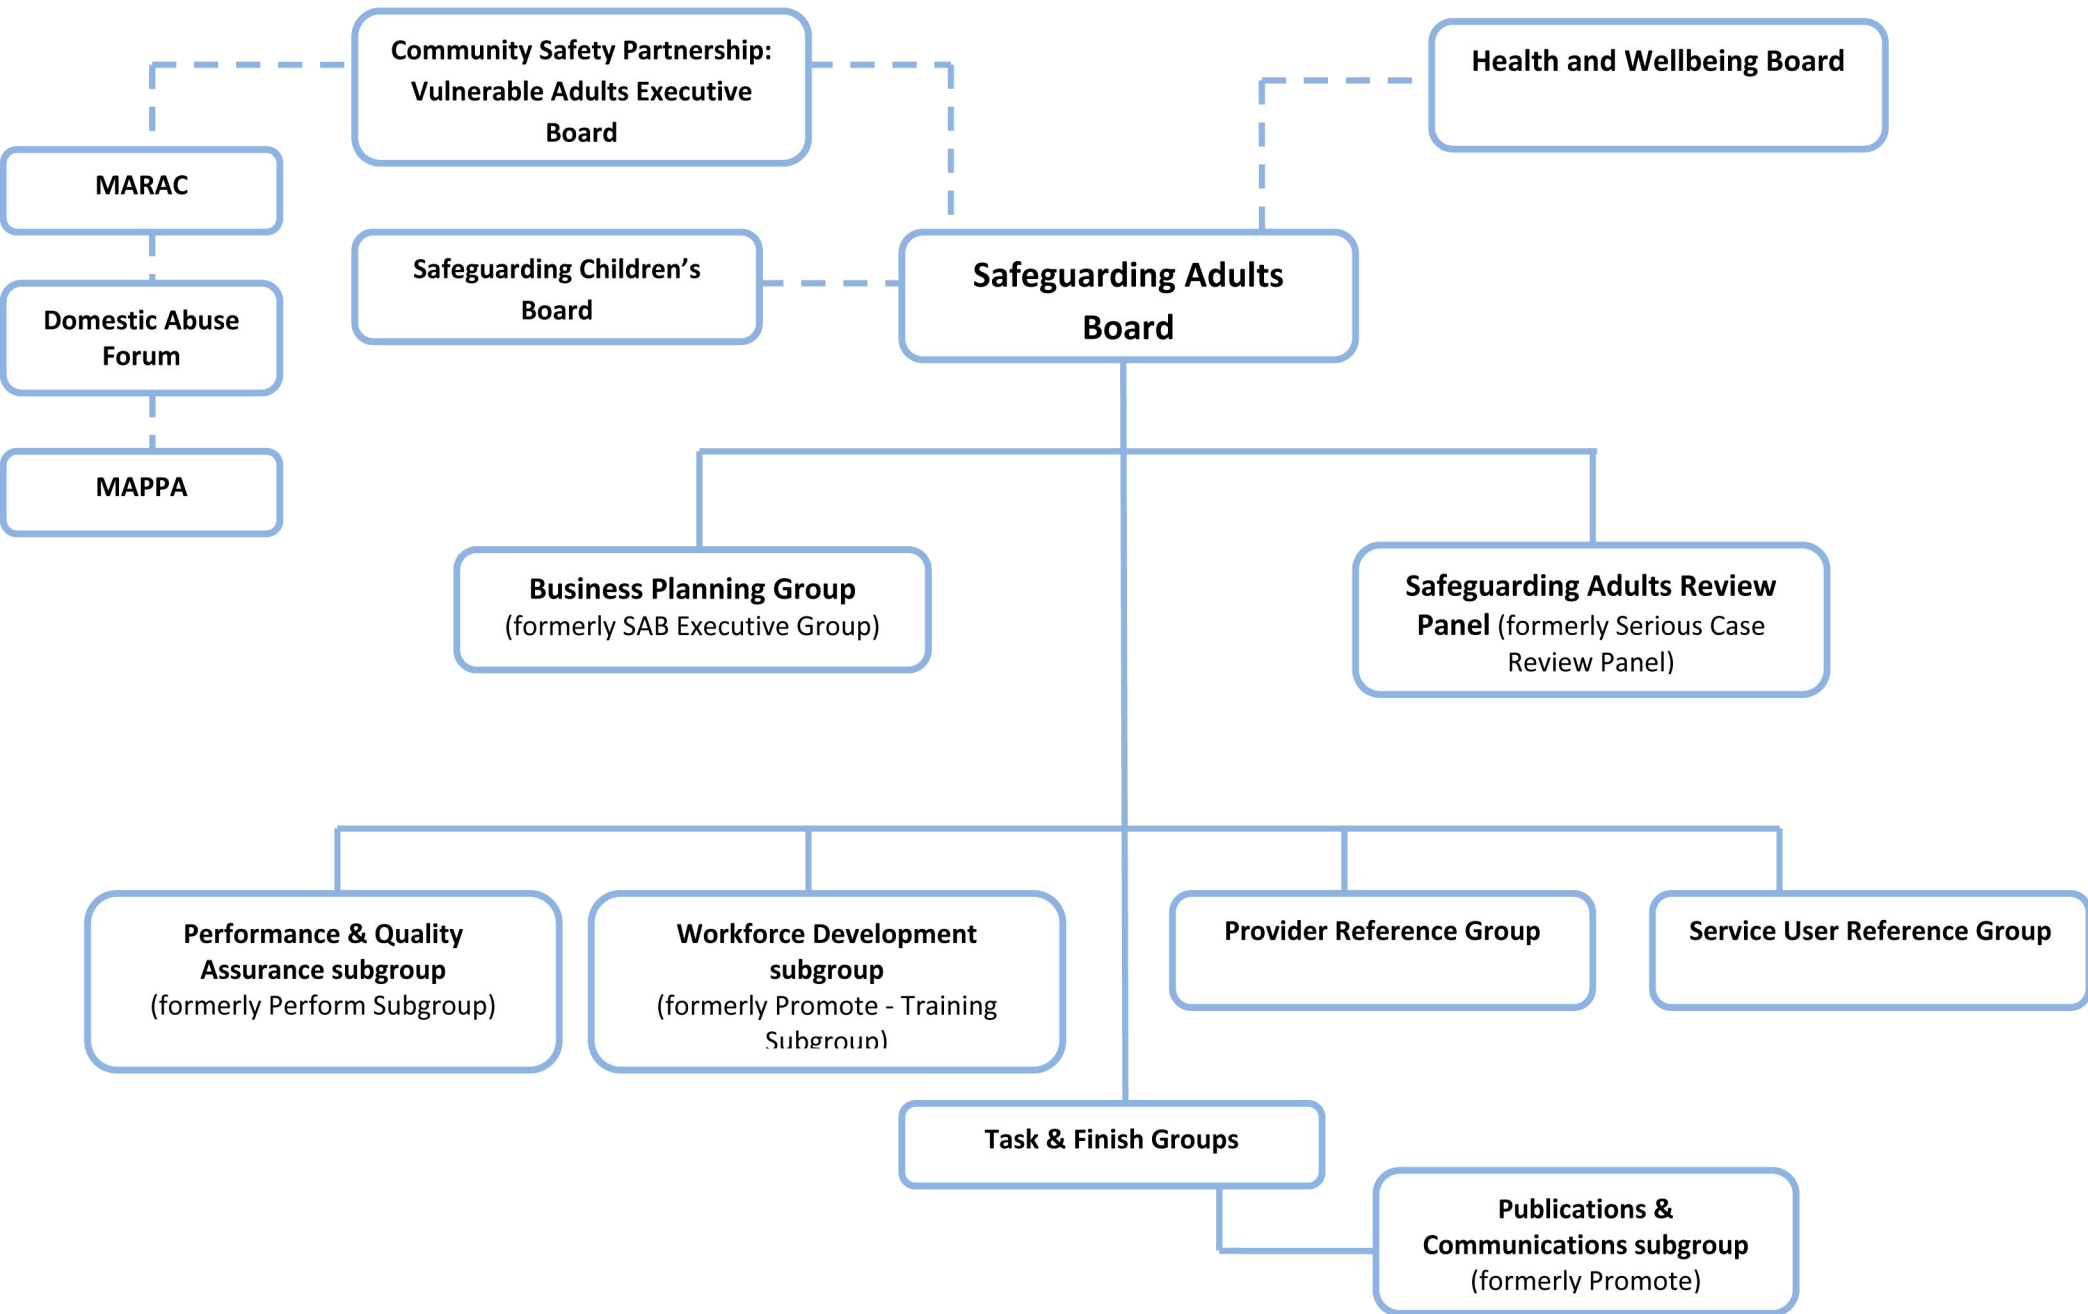 Community Safety Partnership:
Vulnerable Adults Executive
Board
Health and Wellbeing Board
MARAC
Safeguarding Children’s
Board
Safeguarding Adults
Board
Domestic Abuse
Forum
MAPPA
Business Planning Group
(formerly SAB Executive Group)
Safeguarding Adults Review
Panel (formerly Serious Case
Review Panel)
Performance & Quality
Assurance subgroup
(formerly Perform Subgroup)
Workforce Development
subgroup
(formerly Promote - Training
Subgroup)
Provider Reference Group
Service User Reference Group
Task & Finish Groups
Publications &
Communications subgroup
(formerly Promote)